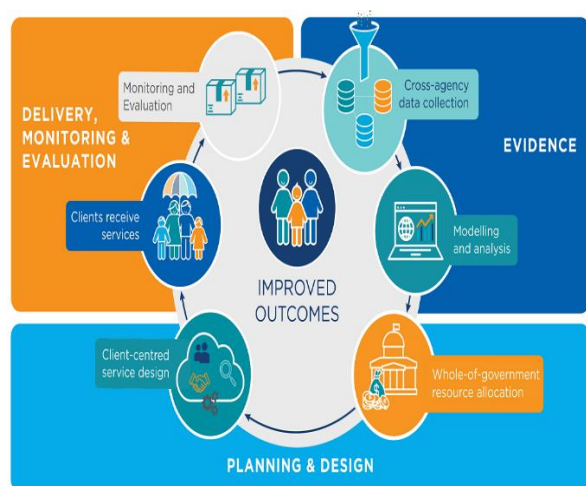 Monitoring and
Evaluation
Cross-agency
data collection
DELIVERY,
MONITORING &
EVALUATION
EVIDENCE
Clients receive
services
Modelling
and analysis
IMPROVED
OUTCOMES
Client-centred
service design
Whole-of-government
resource allocation
PLANNING & DESIGN